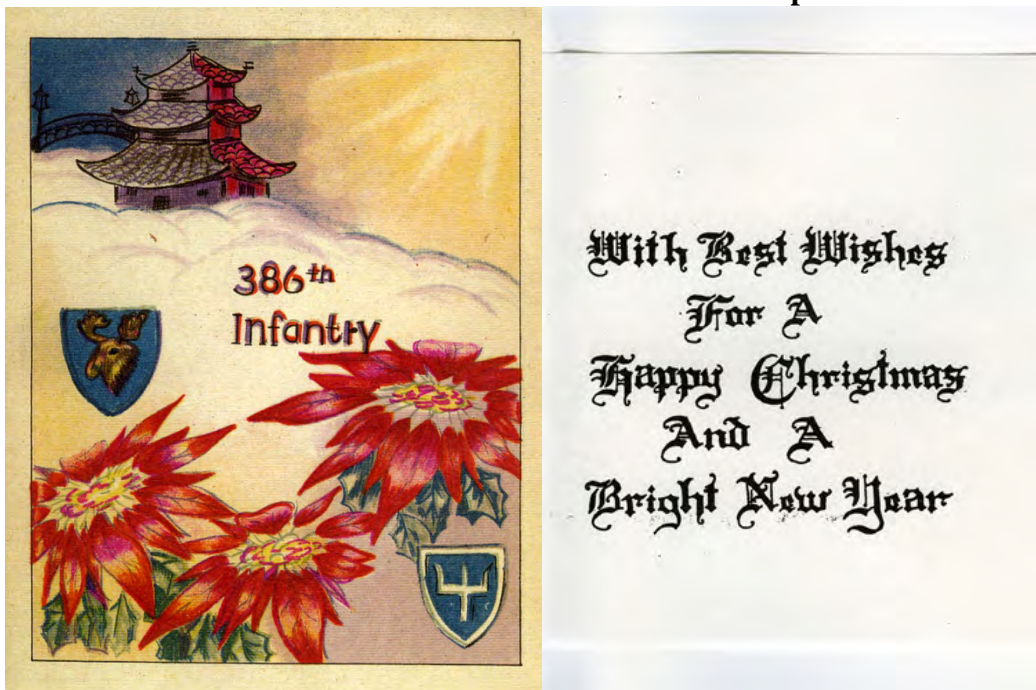 386th
Infantry
With Best Wishes
For A
Happy Christmas
And A
Bright New Year